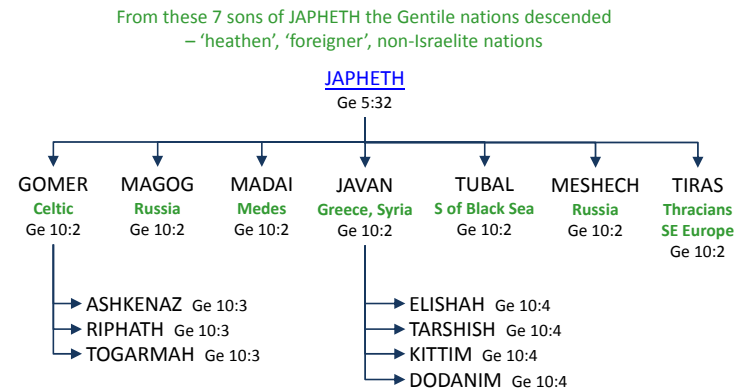 From these 7 sons of JAPHETH the Gentile nations descended
– ‘heathen’, ‘foreigner’, non-Israelite nations
JAPHETH
Ge 5:32
GOMER
Celtic
Ge 10:2
MAGOG
Russia
Ge 10:2
MADAI
Medes
Ge 10:2
JAVAN
Greece, Syria
Ge 10:2
TUBAL
S of Black Sea
Ge 10:2
MESHECH
Russia
Ge 10:2
TIRAS
Thracians
SE Europe
Ge 10:2
ASHKENAZ Ge 10:3
RIPHATH Ge 10:3
TOGARMAH Ge 10:3
ELISHAH Ge 10:4
TARSHISH Ge 10:4
KITTIM Ge 10:4
DODANIM Ge 10:4